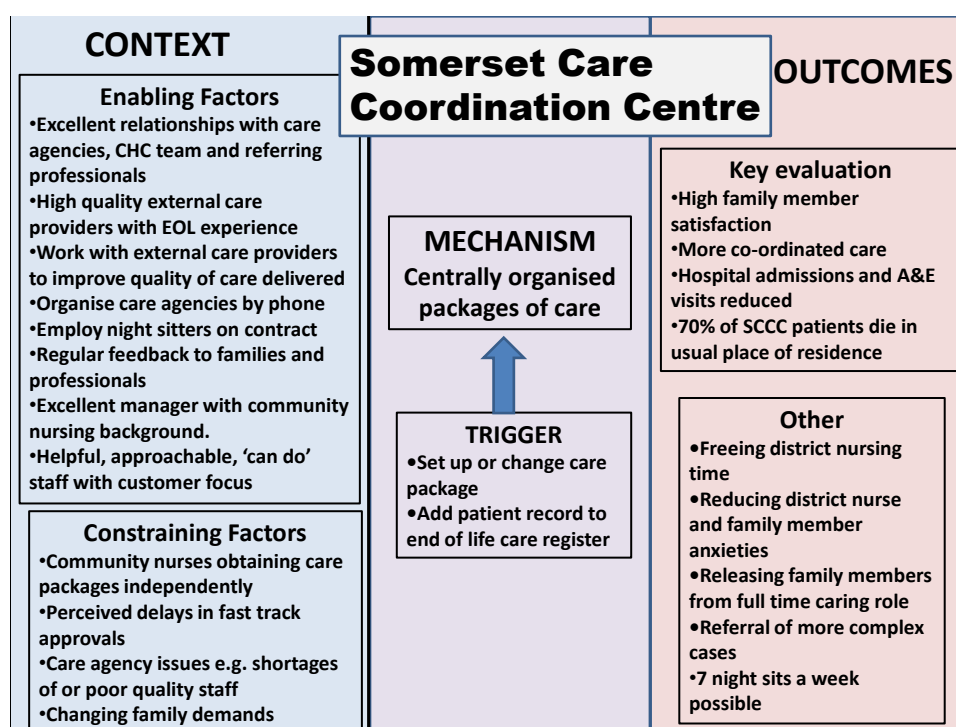 CONTEXT
Enabling Factors
•Excellent relationships with care
agencies, CHC team and referring
professionals
•High quality external care
providers with EOL experience
•Work with external care providers
to improve quality of care delivered
•Organise care agencies by phone
•Employ night sitters on contract
•Regular feedback to families and
professionals
•Excellent manager with community
nursing background.
•Helpful, approachable, ‘can do’
staff with customer focus
Constraining Factors
•Community nurses obtaining care
packages independently
•Perceived delays in fast track
approvals
•Care agency issues e.g. shortages
of or poor quality staff
•Changing family demands
Somerset Care
Coordination Centre
MECHANISM
Centrally organised
packages of care
TRIGGER
•Set up or change care
package
•Add patient record to
end of life care register
OUTCOMES
Key evaluation
•High family member
satisfaction
•More co-ordinated care
•Hospital admissions and A&E
visits reduced
•70% of SCCC patients die in
usual place of residence
Other
•Freeing district nursing
time
•Reducing district nurse
and family member
anxieties
•Releasing family members
from full time caring role
•Referral of more complex
cases
•7 night sits a week
possible